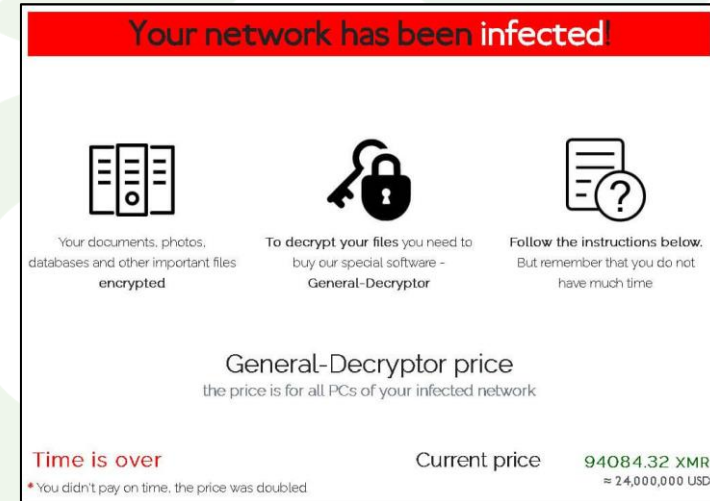 Your network has been infected!
Your documents, photos,
databases and other important files
encrypted
To decrypt your files you need to
buy our special software -
General-Decryptor
Follow the instructions below.
But remember that you do not
have much time
?
General-Decryptor price
the price is for all PCs of your infected network
Time is over
* You didn't pay on time, the price was doubled
Current price
94084.32 XMR
≈ 24,000,000 USD